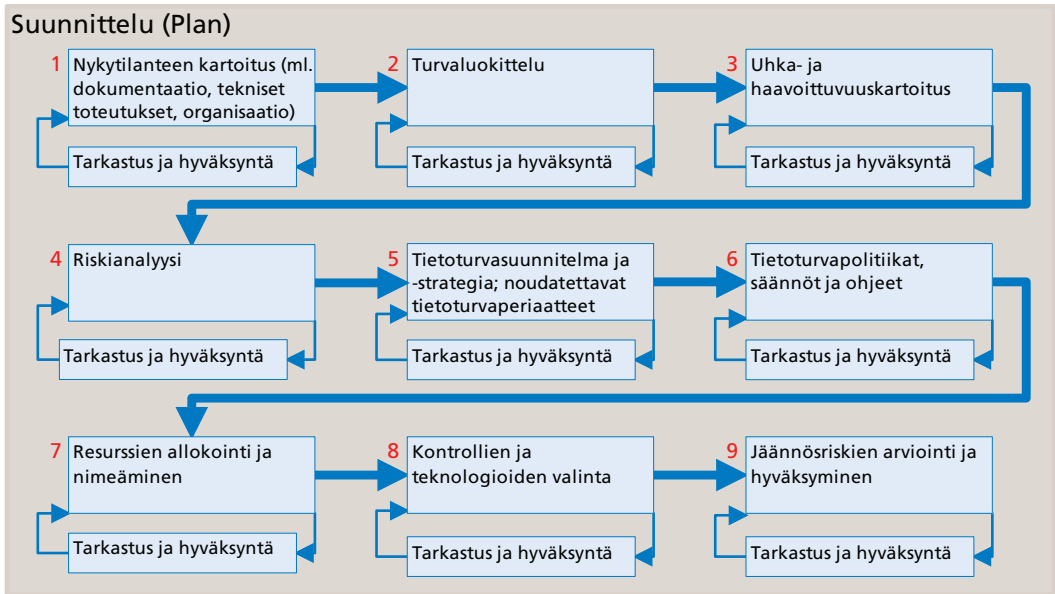 Suunnittelu (Plan)
1 Nykytilanteen kartoitus (ml.
dokumentaatio, tekniset
toteutukset, organisaatio)
Tarkastus ja hyväksyntä
2 Turvaluokittelu
Tarkastus ja hyväksyntä
3 Uhka- ja
haavoittuvuuskartoitus
Tarkastus ja hyväksyntä
4 Riskianalyysi
Tarkastus ja hyväksyntä
5 Tietoturvasuunnitelma ja
-strategia; noudatettavat
tietoturvaperiaatteet
Tarkastus ja hyväksyntä
6 Tietoturvapolitiikat,
säännöt ja ohjeet
Tarkastus ja hyväksyntä
7 Resurssien allokointi ja
nimeäminen
Tarkastus ja hyväksyntä
8 Kontrollien ja
teknologioiden valinta
Tarkastus ja hyväksyntä
9 Jäännösriskien arviointi ja
hyväksyminen
Tarkastus ja hyväksyntä